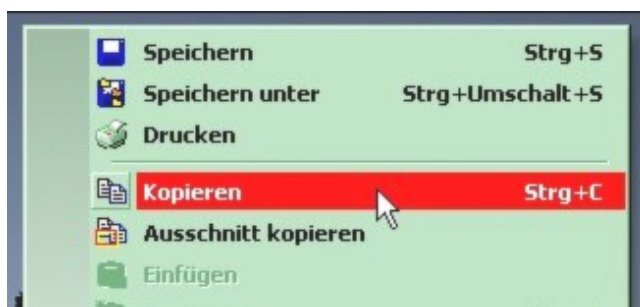 Speichern Strg+S
Speichern unter Strg+Umschalt+S
Drucken
Kopieren Strg+C
Ausschnitt kopieren
Einfügen